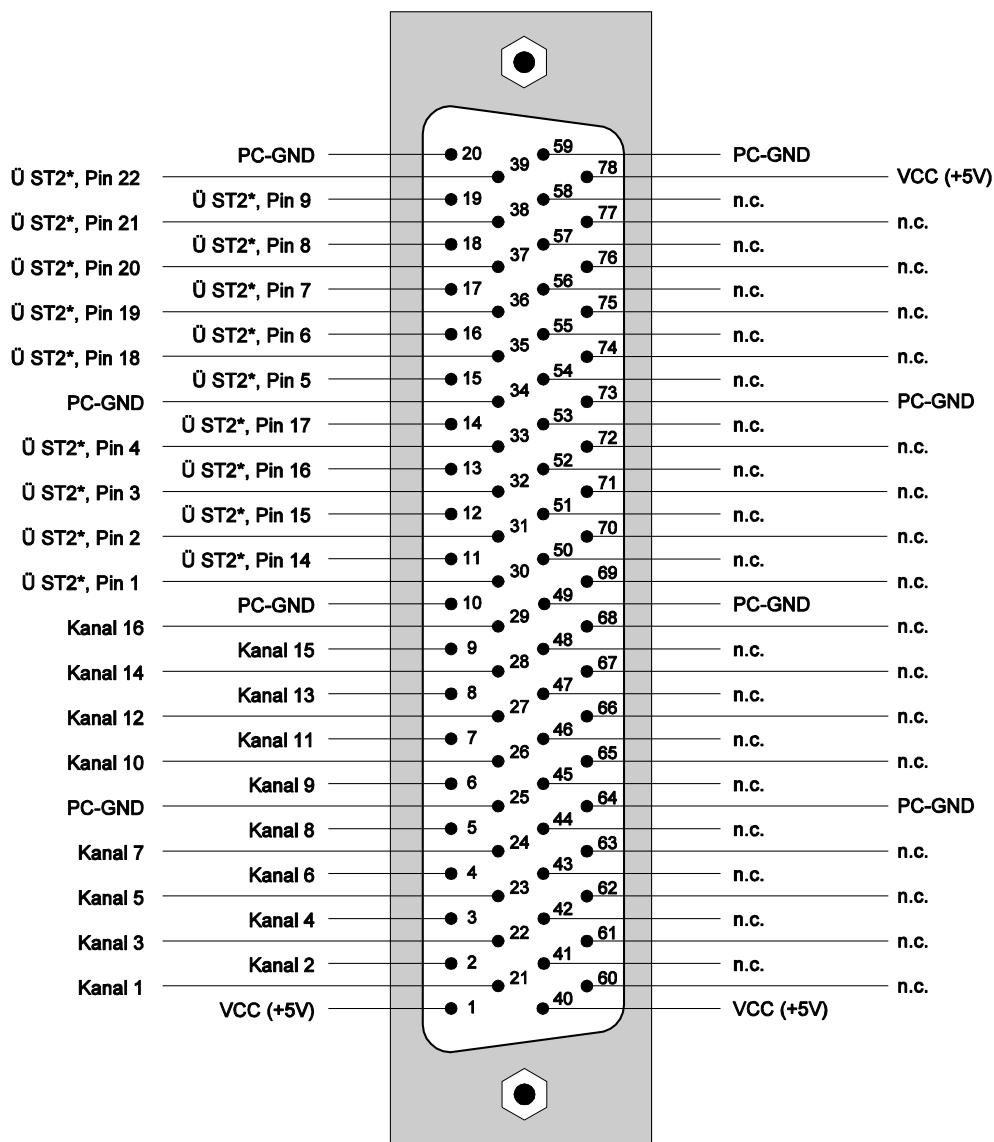 PC-GND 20 59 PC-GND
Ü ST2*, Pin 22 39 78 VCC (+5V)
Ü ST2*, Pin 9 19 58 n.c.
Ü ST2*, Pin 21 38 77 n.c.
Ü ST2*, Pin 8 18 57 n.c.
Ü ST2*, Pin 20 37 76 n.c.
Ü ST2*, Pin 7 17 56 n.c.
Ü ST2*, Pin 19 36 75 n.c.
Ü ST2*, Pin 6 16 55 n.c.
Ü ST2*, Pin 18 35 74 n.c.
Ü ST2*, Pin 5 15 54 n.c.
PC-GND 34 73 PC-GND
Ü ST2*, Pin 17 14 53 n.c.
Ü ST2*, Pin 4 33 72 n.c.
Ü ST2*, Pin 16 13 52 n.c.
Ü ST2*, Pin 3 32 71 n.c.
Ü ST2*, Pin 15 12 51 n.c.
Ü ST2*, Pin 2 31 70 n.c.
Ü ST2*, Pin 14 11 50 n.c.
Ü ST2*, Pin 1 30 69 n.c.
PC-GND 10 49 PC-GND
Kanal 16 29 68 n.c.
Kanal 15 9 48 n.c.
Kanal 14 28 67 n.c.
Kanal 13 8 47 n.c.
Kanal 12 27 66 n.c.
Kanal 11 7 46 n.c.
Kanal 10 26 65 n.c.
Kanal 9 6 45 n.c.
PC-GND 25 64 PC-GND
Kanal 8 5 44 n.c.
Kanal 7 24 63 n.c.
Kanal 6 4 43 n.c.
Kanal 5 23 62 n.c.
Kanal 4 3 42 n.c.
Kanal 3 22 61 n.c.
Kanal 2 2 41 n.c.
Kanal 1 21 60 n.c.
VCC (+5V) 1 40 VCC (+5V)